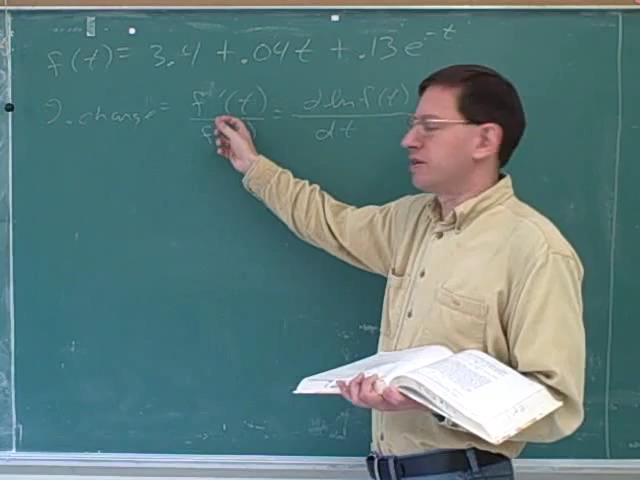 f(t) = 3.4 + .04t + .13e^-t
%. change = f'(t)/f(t) = d ln f(t)/dt